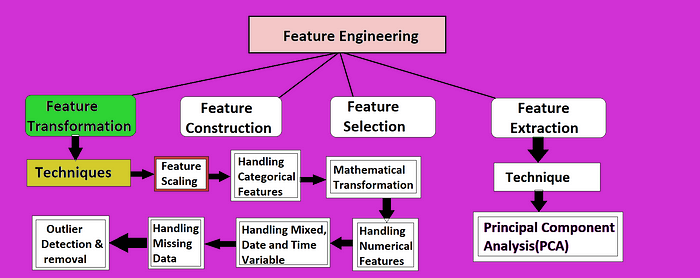 Feature Engineering
Feature
Transformation
Feature
Construction
Feature
Selection
Feature
Extraction
Techniques
Feature
Scaling
Handling
Categorical
Features
Mathematical
Transformation
Technique
Outlier
Detection &
removal
Handling
Missing
Data
Handling Mixed,
Date and Time
Variable
Handling
Numerical
Features
Principal Component
Analysis(PCA)